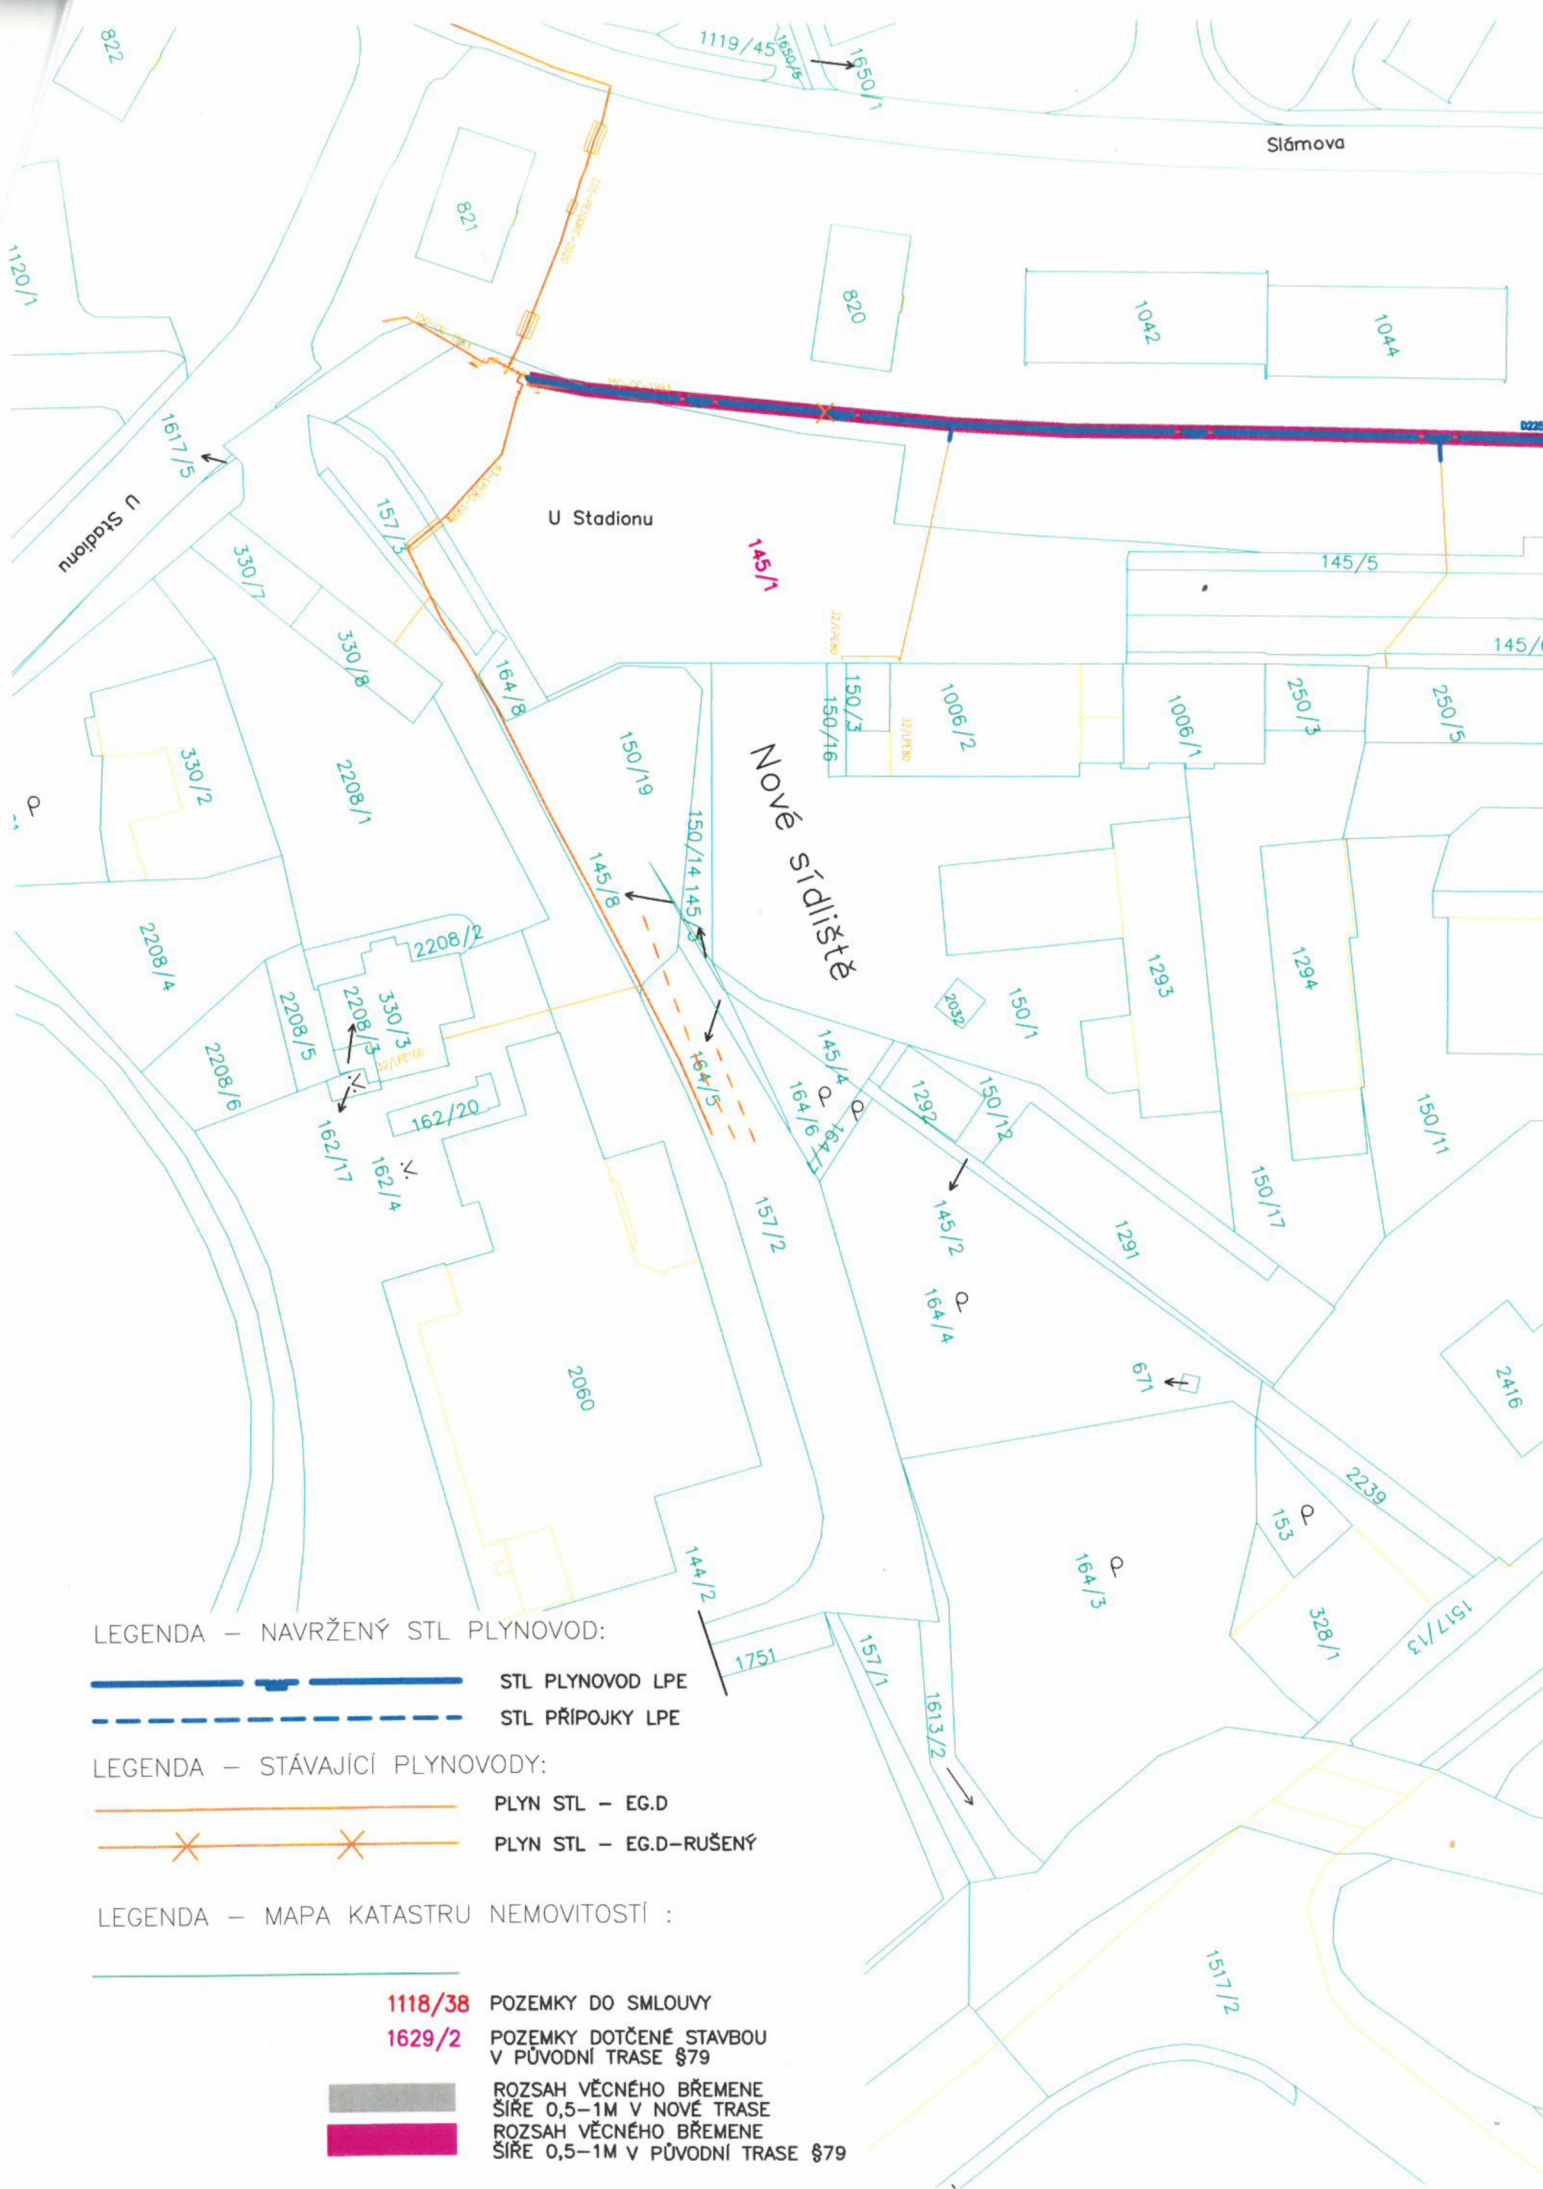 822
1119/45
1650/5
1650/1
Slámova
821
820
1042
1044
1120/1
1617/5
U Stadionu
157/3
U Stadionu
145/1
D225
145/5
330/7
330/8
164/8
32/LPE80
150/3
150/16
1006/2
32/LPE80
1006/1
250/3
250/5
330/2
2208/1
150/19
Nové sídliště
150/14
145/8
2208/4
2208/2
2208/5
2208/3
330/3
32/LPE100
2208/6
162/17
162/20
162/4
164/5
145/4
164/6
164/7
2032
150/1
1293
1294
1292
150/12
150/11
145/2
1291
150/17
157/2
164/4
671
2416
2060
2239
153
164/3
328/1
1517/13
144/2
1751
157/1
1613/2
1517/2
LEGENDA – NAVRŽENÝ STL PLYNOVOD:
STL PLYNOVOD LPE
STL PŘÍPOJKY LPE
LEGENDA – STÁVAJÍCÍ PLYNOVODY:
PLYN STL – EG.D
PLYN STL – EG.D–RUŠENÝ
LEGENDA – MAPA KATASTRU NEMOVITOSTÍ :
1118/38 POZEMKY DO SMLOUVY
1629/2 POZEMKY DOTČENÉ STAVBOU
V PŮVODNÍ TRASE §79
ROZSAH VĚCNÉHO BŘEMENE
ŠÍŘE 0,5–1M V NOVÉ TRASE
ROZSAH VĚCNÉHO BŘEMENE
ŠÍŘE 0,5–1M V PŮVODNÍ TRASE §79